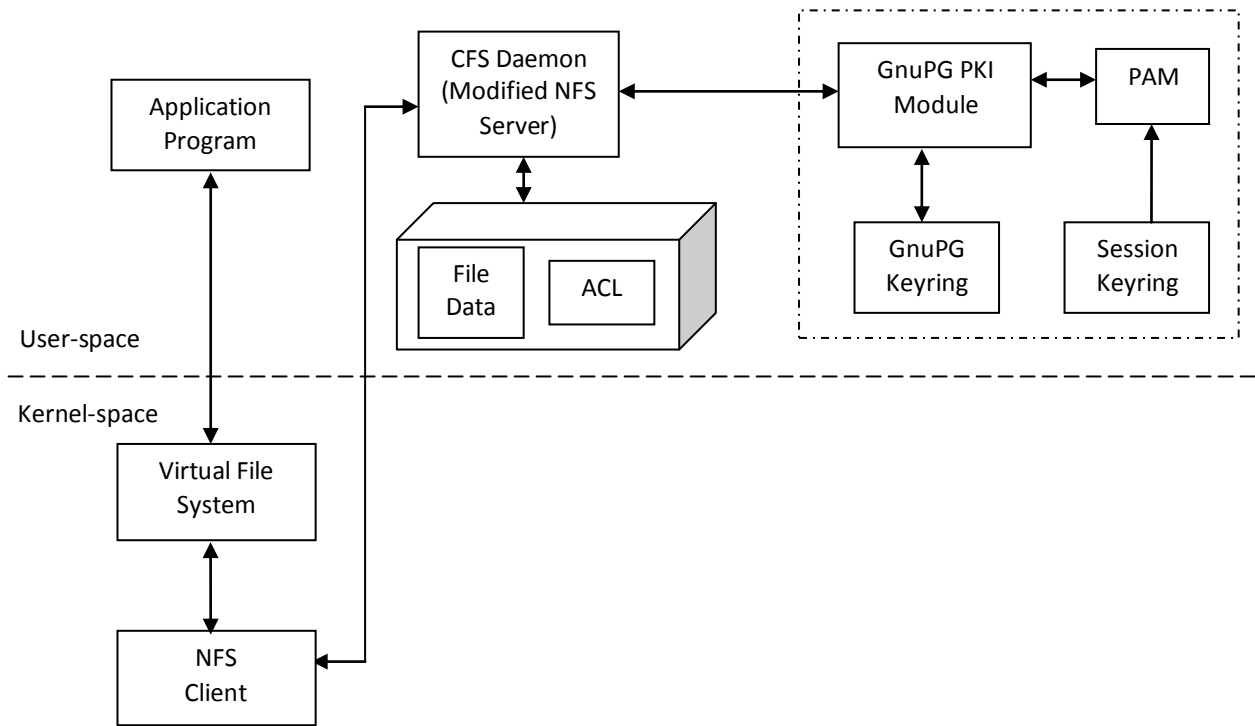 Application
Program
CFS Daemon
(Modified NFS
Server)
GnuPG PKI
Module
PAM
File
Data
ACL
GnuPG
Keyring
Session
Keyring
User-space
Kernel-space
Virtual File
System
NFS
Client